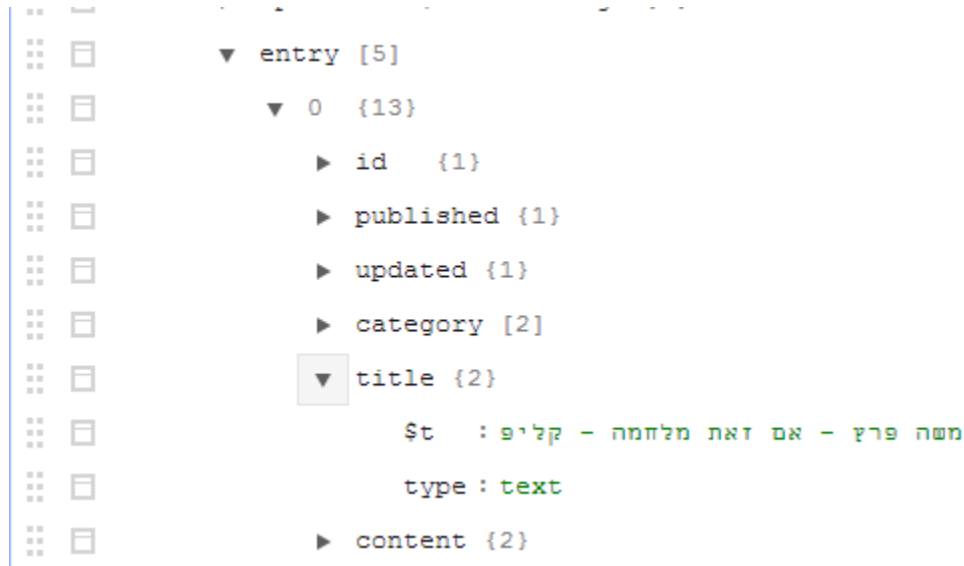 entry [5]
0 {13}
id {1}
published {1}
updated {1}
category [2]
title {2}
$t : משה פרץ - אם זאת מלחמה - קליפ
type : text
content {2}